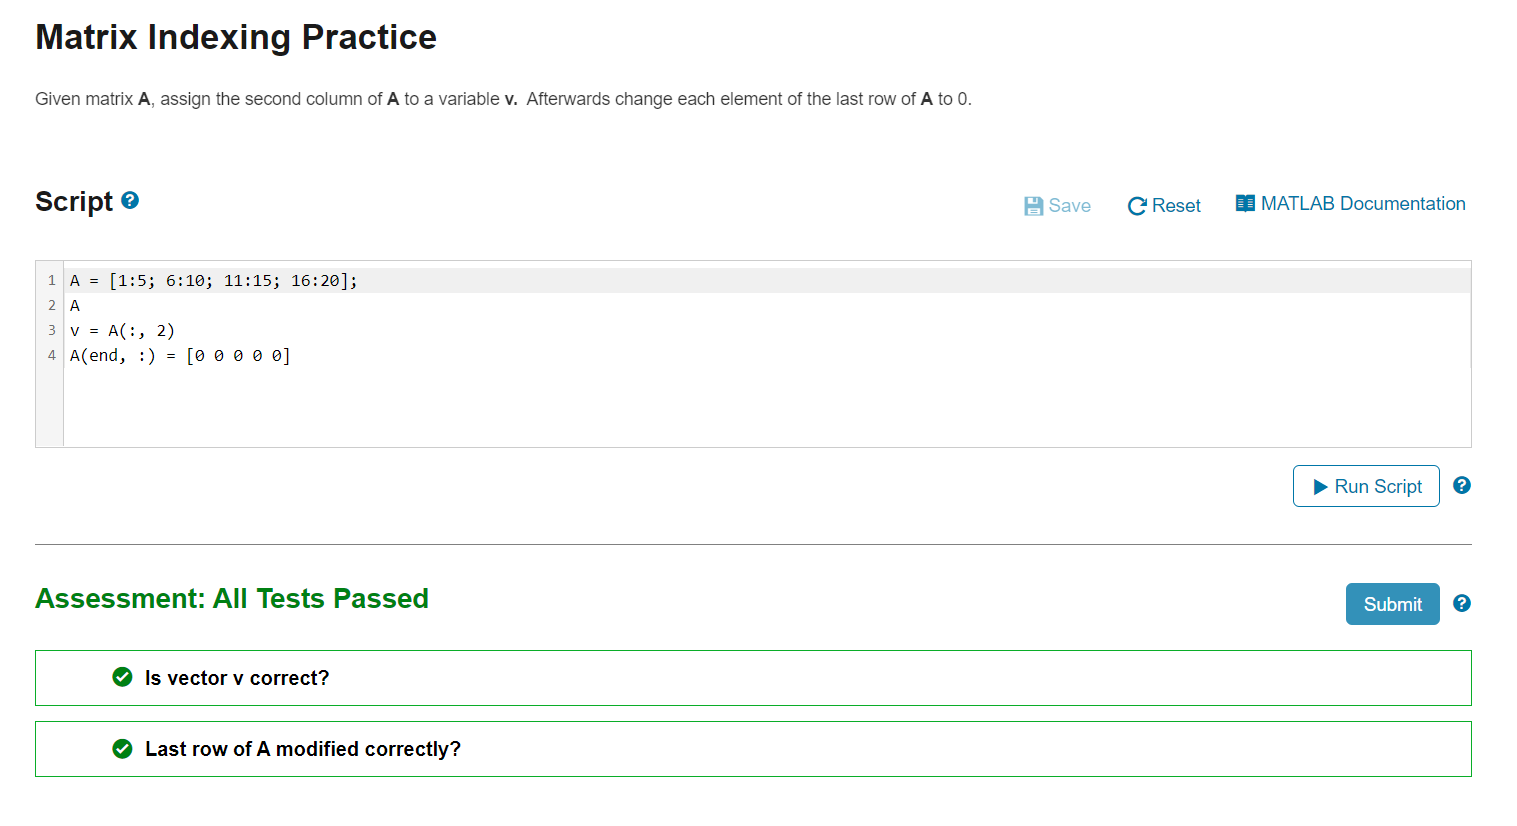 Matrix Indexing Practice
Given matrix A, assign the second column of A to a variable v. Afterwards change each element of the last row of A to 0.
Script ?
Save Reset MATLAB Documentation
1 A = [1:5; 6:10; 11:15; 16:20];
2 A
3 v = A(:, 2)
4 A(end, :) = [0 0 0 0 0]
Run Script ?
Assessment: All Tests Passed
Submit ?
Is vector v correct?
Last row of A modified correctly?